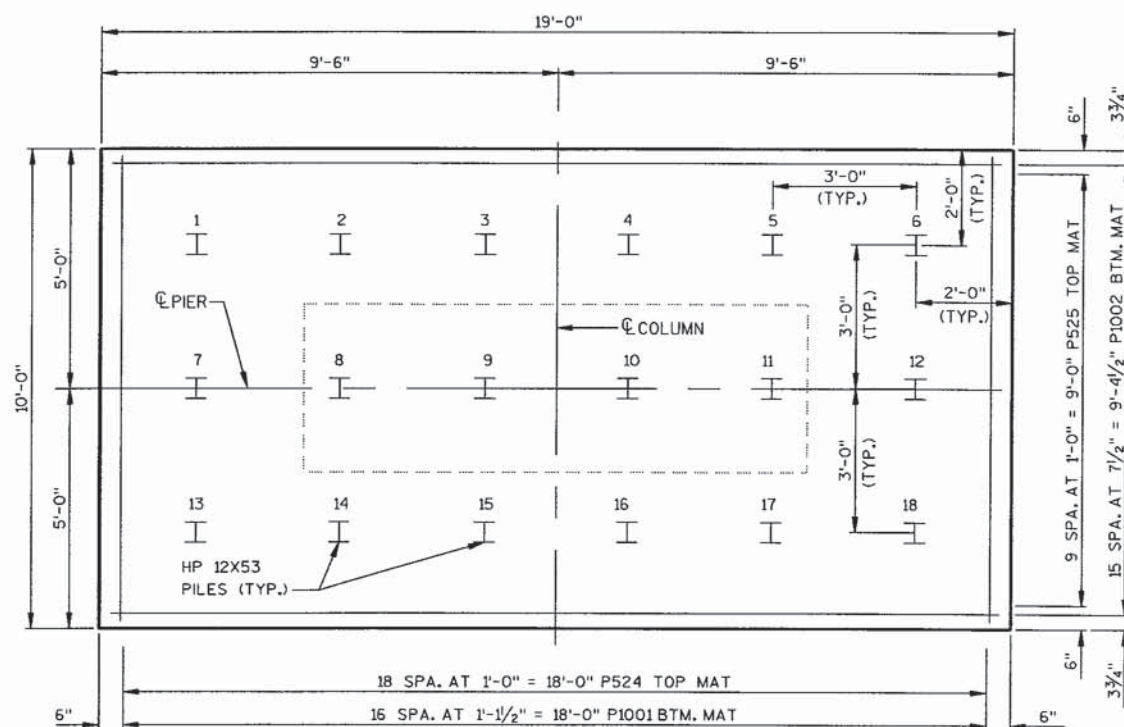 19'-0"
9'-6" 9'-6"
6"
3¾"
3'-0"
(TYP.)
2'-0"
(TYP.)
1 2 3 4 5 6
5'-0"
℄ PIER
℄ COLUMN
3'-0"
(TYP.)
2'-0"
(TYP.)
7 8 9 10 11 12
10'-0"
5'-0"
3'-0"
(TYP.)
13 14 15 16 17 18
HP 12X53
PILES (TYP.)
9 SPA. AT 1'-0" = 9'-0" P525 TOP MAT
15 SPA. AT 7½" = 9'-4½" P1002 BTM. MAT
6"
3¾"
18 SPA. AT 1'-0" = 18'-0" P524 TOP MAT
6" 16 SPA. AT 1'-1½" = 18'-0" P1001 BTM. MAT 6"